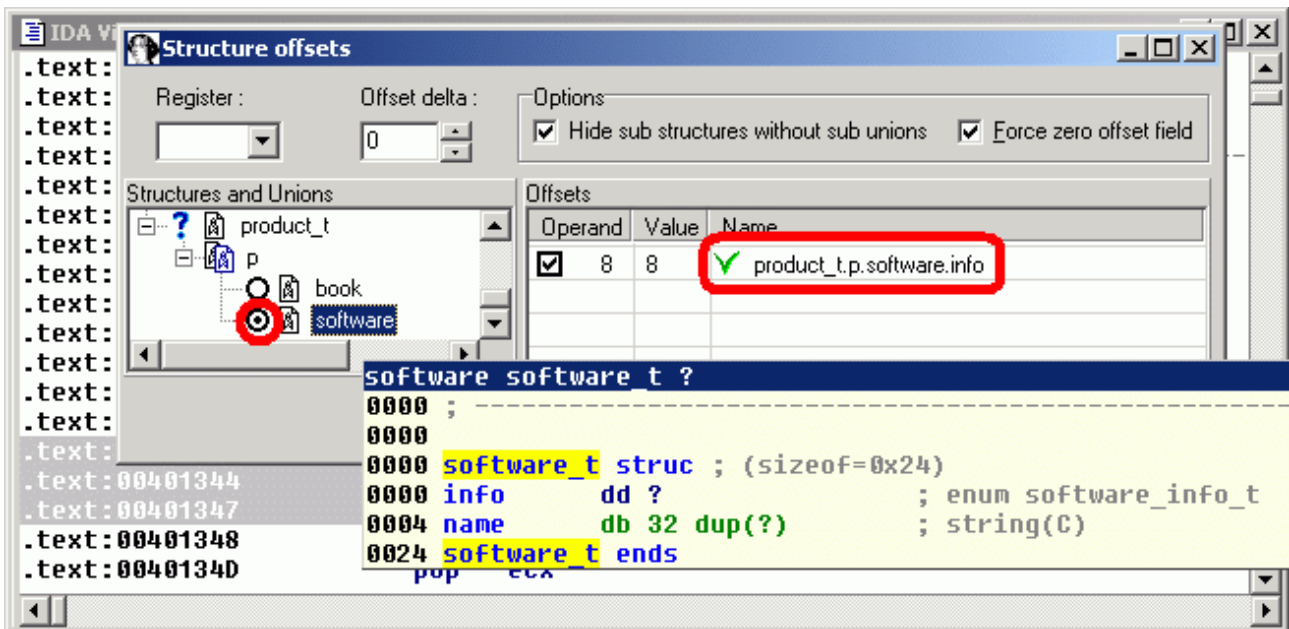 IDA Vi
Structure offsets
.text:
.text:
Register :
Offset delta :
Options
.text:
0
Hide sub structures without sub unions
Force zero offset field
.text:
.text:
Structures and Unions
Offsets
.text:
product_t
Operand
Value
Name
.text:
p
8
8
product_t.p.software.info
.text:
book
.text:
software
.text:
.text:
software software_t ?
.text:
0000 ; ----------------------------------------------------
.text:
0000
.text:
0000 software_t struc ; (sizeof=0x24)
.text:00401344
0000 info dd ? ; enum software_info_t
.text:00401347
0004 name db 32 dup(?) ; string(C)
.text:00401348
0024 software_t ends
.text:0040134D
pop ecx